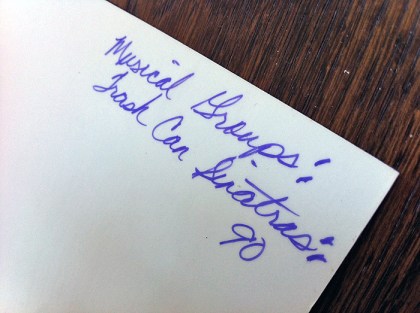 Musical Groups:
Trash Can Sinatras:
90